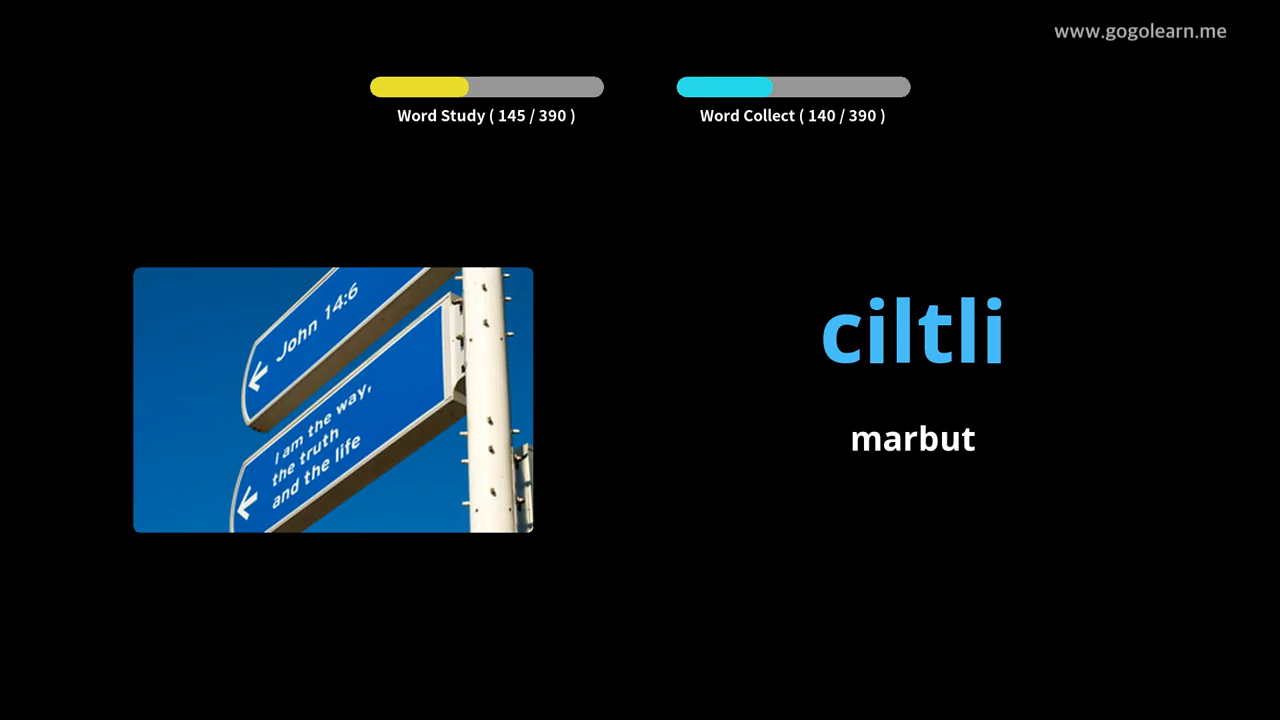 www.gogolearn.me
Word Study ( 145 / 390 )
Word Collect ( 140 / 390 )
John 14:6
I am the way,
the truth
and the life
ciltli
marbut